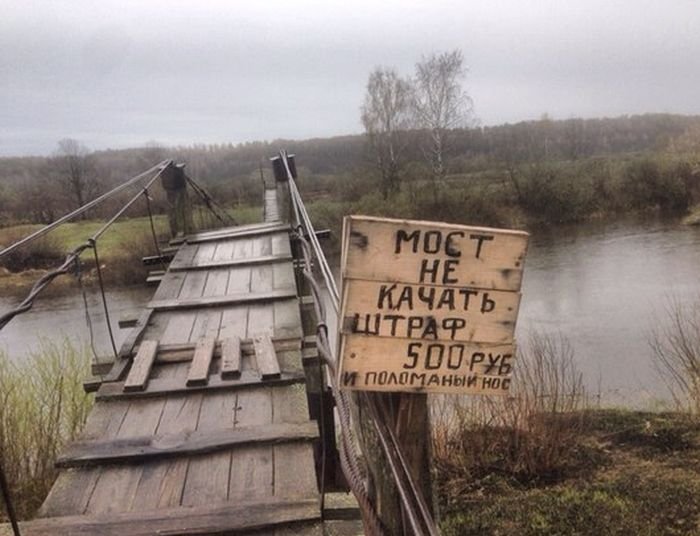 МОСТ
НЕ
КАЧАТЬ
ШТРАФ
500 РУБ
И ПОЛОМАНЫЙ НОС